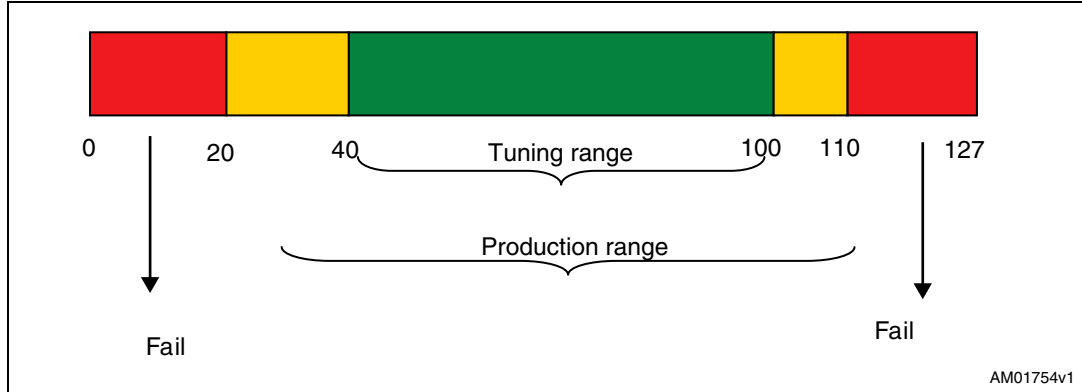 0
20
40
Tuning range
100
110
127
Production range
Fail
Fail
AM01754v1